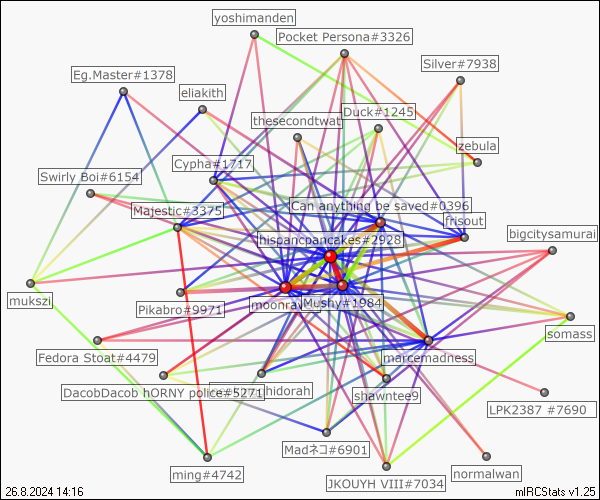 yoshimanden
Pocket Persona#3326
Silver#7938
Eg.Master#1378
eliakith
thesecondtwat
Duck#1245
zebula
Cypha#1717
Swirly Boi#6154
Can anything be saved#0396
Majestic#3375
frisout
bigcitysamurai
hispancpancakes#2928
mukszi
Pikabro#9971
moonra
Mushy#1984
somass
Fedora Stoat#4479
marcemadness
DacobDacob hORNY police#5271
hidorah
shawntee9
LPK2387 #7690
Madネコ#6901
ming#4742
JKOUYH VIII#7034
normalwan
26.8.2024 14:16
mIRCStats v1.25